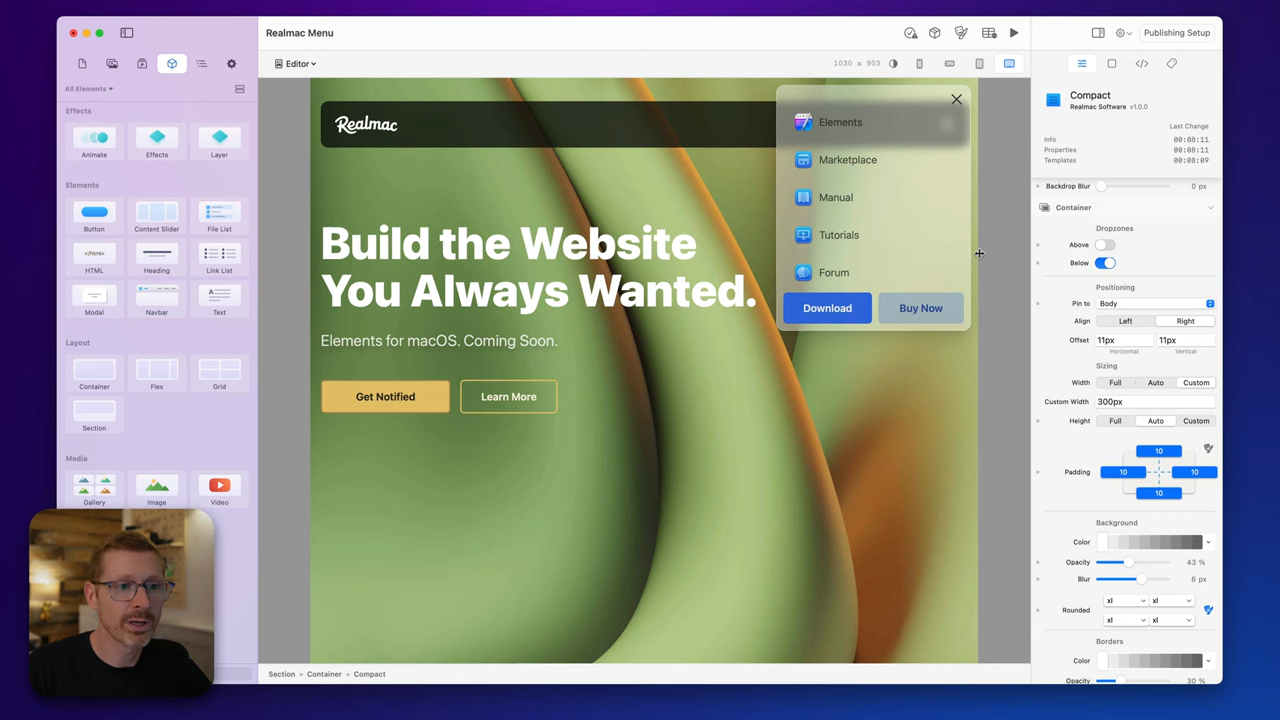 Realmac Menu
Publishing Setup
All Elements
Editor
1030 × 903
Effects
Animate
Effects
Layer
Elements
Button
Content Slider
File List
HTML
Heading
Link List
Modal
Navbar
Text
Layout
Container
Flex
Grid
Section
Media
Gallery
Image
Video
Realmac
Build the Website
You Always Wanted.
Elements for macOS. Coming Soon.
Get Notified
Learn More
Elements
Marketplace
Manual
Tutorials
Forum
Download
Buy Now
Section > Container > Compact
Compact
Realmac Software v1.0.0
Last Change
Info 00:08:11
Properties 00:08:11
Templates 00:08:09
Backdrop Blur 0 px
Container
Dropzones
Above
Below
Positioning
Pin to Body
Align Left Right
Offset 11px 11px
Horizontal Vertical
Sizing
Width Full Auto Custom
Custom Width 300px
Height Full Auto Custom
10
Padding 10 10
10
Background
Color
Opacity 43 %
Blur 6 px
xl xl
Rounded
xl xl
Borders
Color
Opacity 30 %